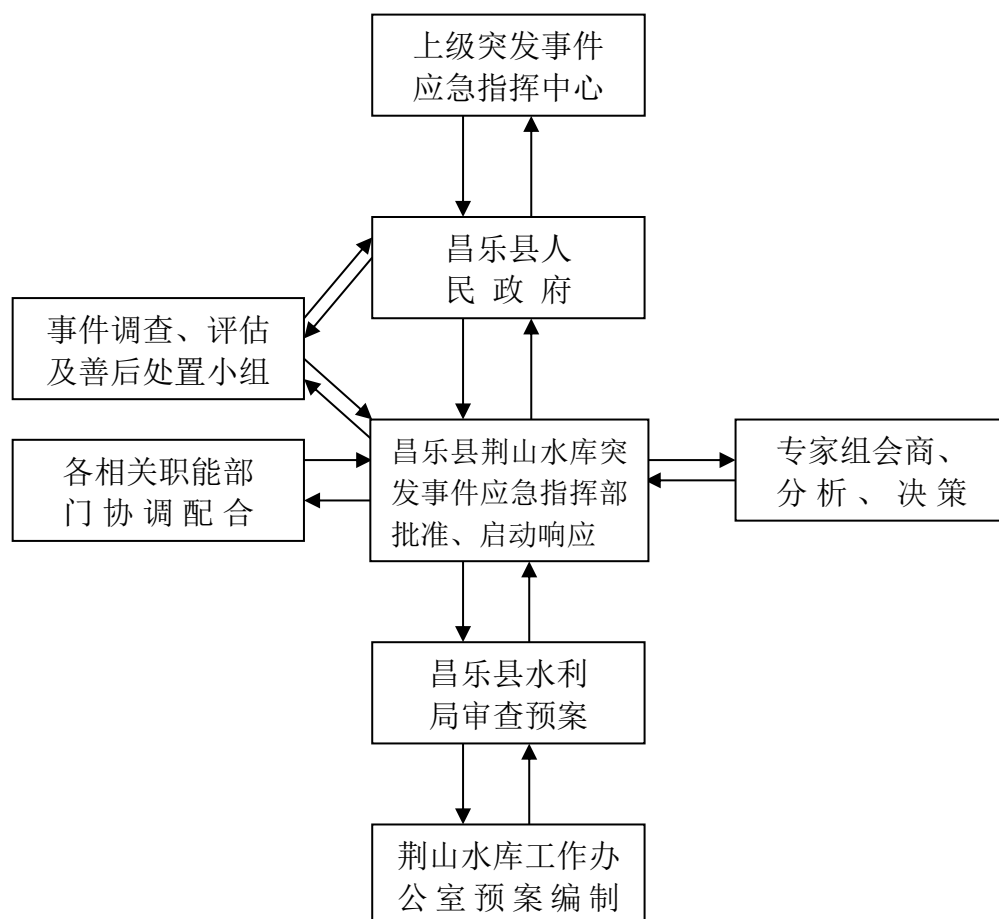 上级突发事件
应急指挥中心
昌乐县人
民政府
事件调查、评估
及善后处置小组
各相关职能部
门协调配合
昌乐县荆山水库突
发事件应急指挥部
批准、启动响应
专家组会商、
分析、决策
昌乐县水利
局审查预案
荆山水库工作办
公室预案编制